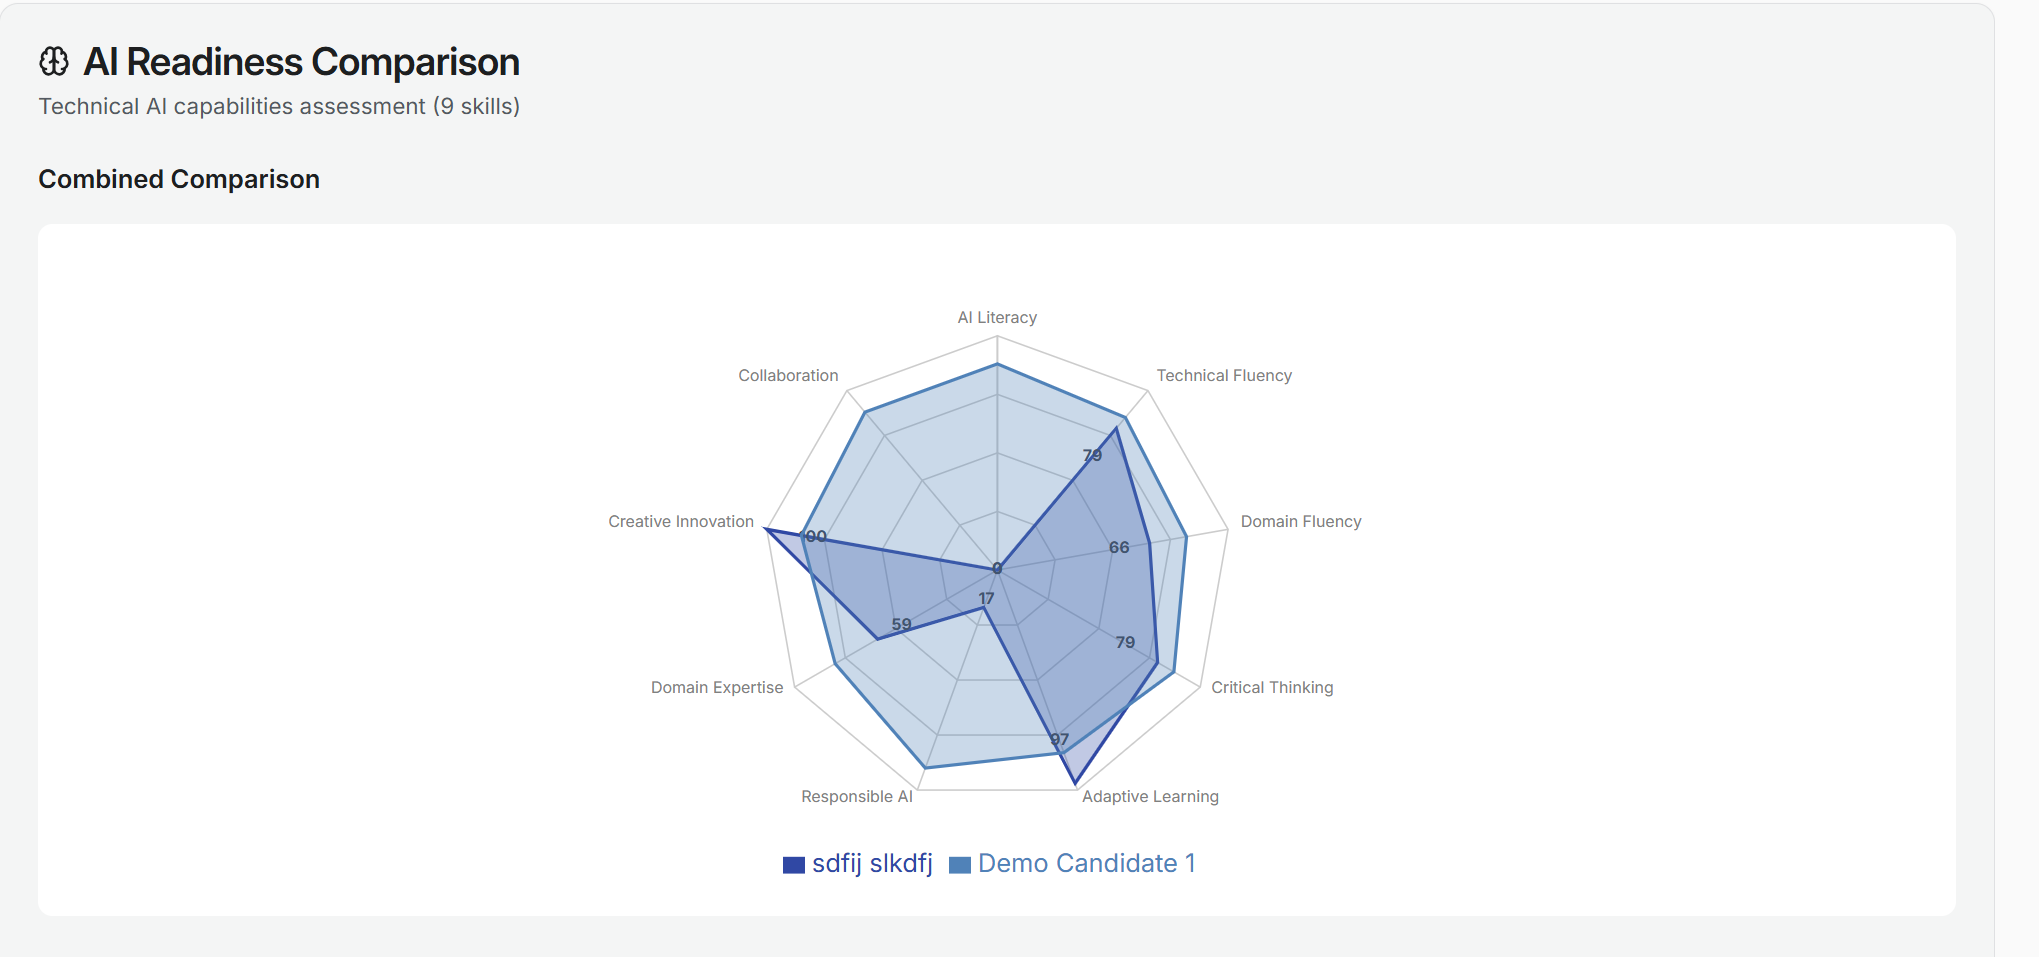 AI Readiness Comparison
Technical AI capabilities assessment (9 skills)
Combined Comparison
AI Literacy
Collaboration
Technical Fluency
79
Creative Innovation
00
66
Domain Fluency
0
17
59
79
Domain Expertise
Critical Thinking
97
Responsible AI
Adaptive Learning
sdfij slkdfj
Demo Candidate 1